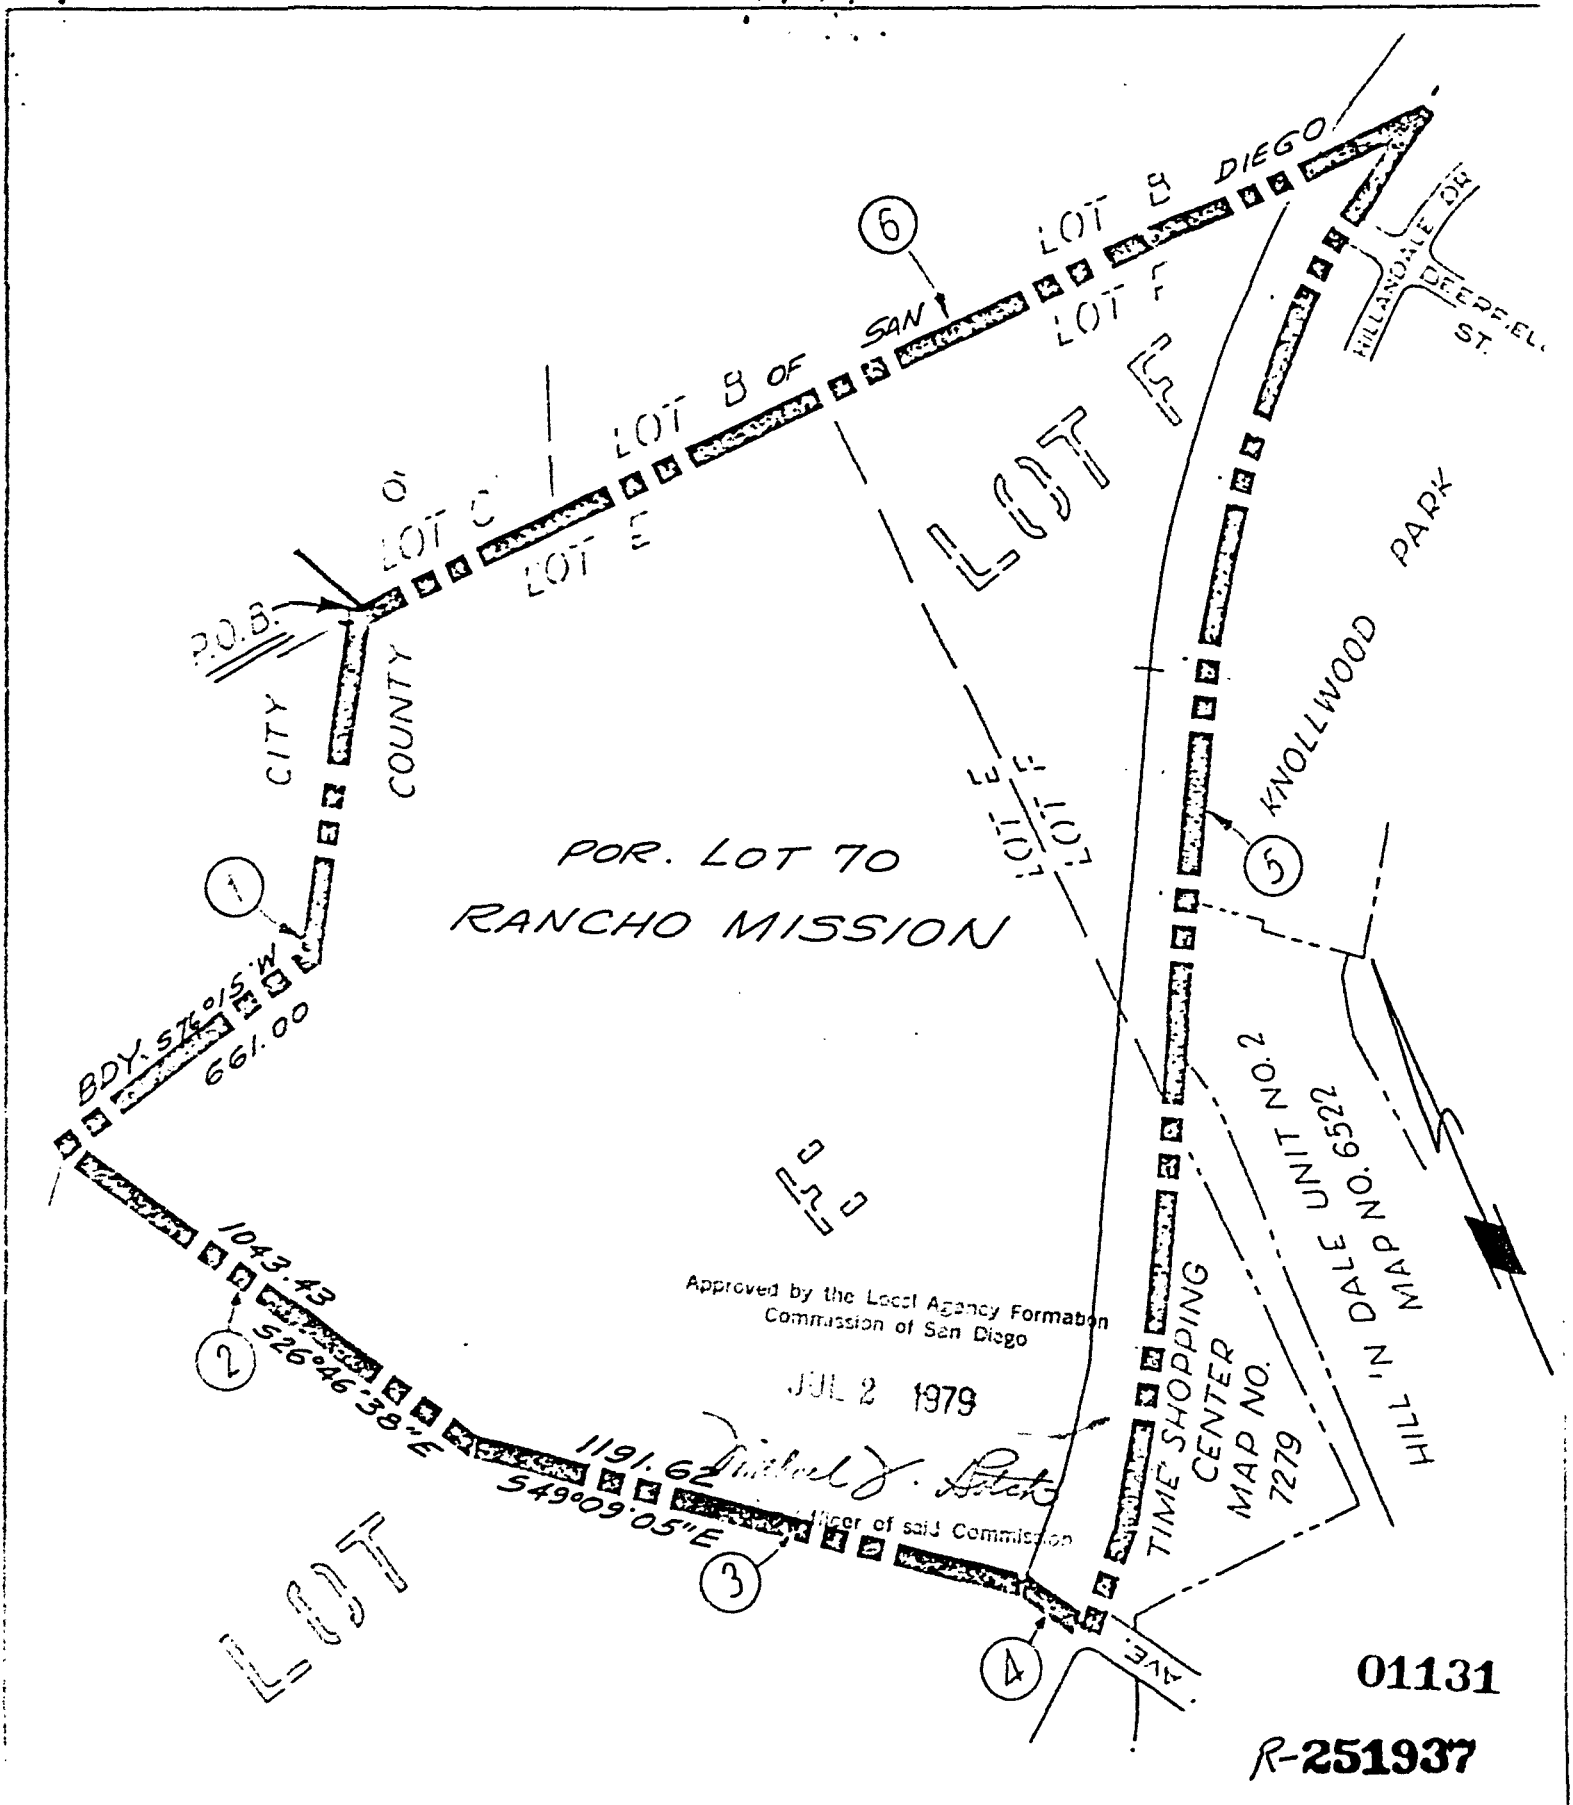 LOT B DIEGO
6
LOT F
SAN
LOT B OF
LOT F
LOT C
LOT E
P.O.B.
CITY
COUNTY
HILLANDALE DR
ST.
KNOLLWOOD PARK
LOT E
LOT F
5
POR. LOT 70
RANCHO MISSION
1
BDY. S76°15'W
661.00
E
HILL 'N DALE UNIT NO. 2
MAP NO. 6522
1043.43
S26°46'38"E
2
Approved by the Local Agency Formation
Commission of San Diego
JUL 2 1979
TIME SHOPPING
CENTER
MAP NO.
7279
1191.62
S49°09'05"E
of said Commission
3
4
AVE.
LOT
01131
R-251937